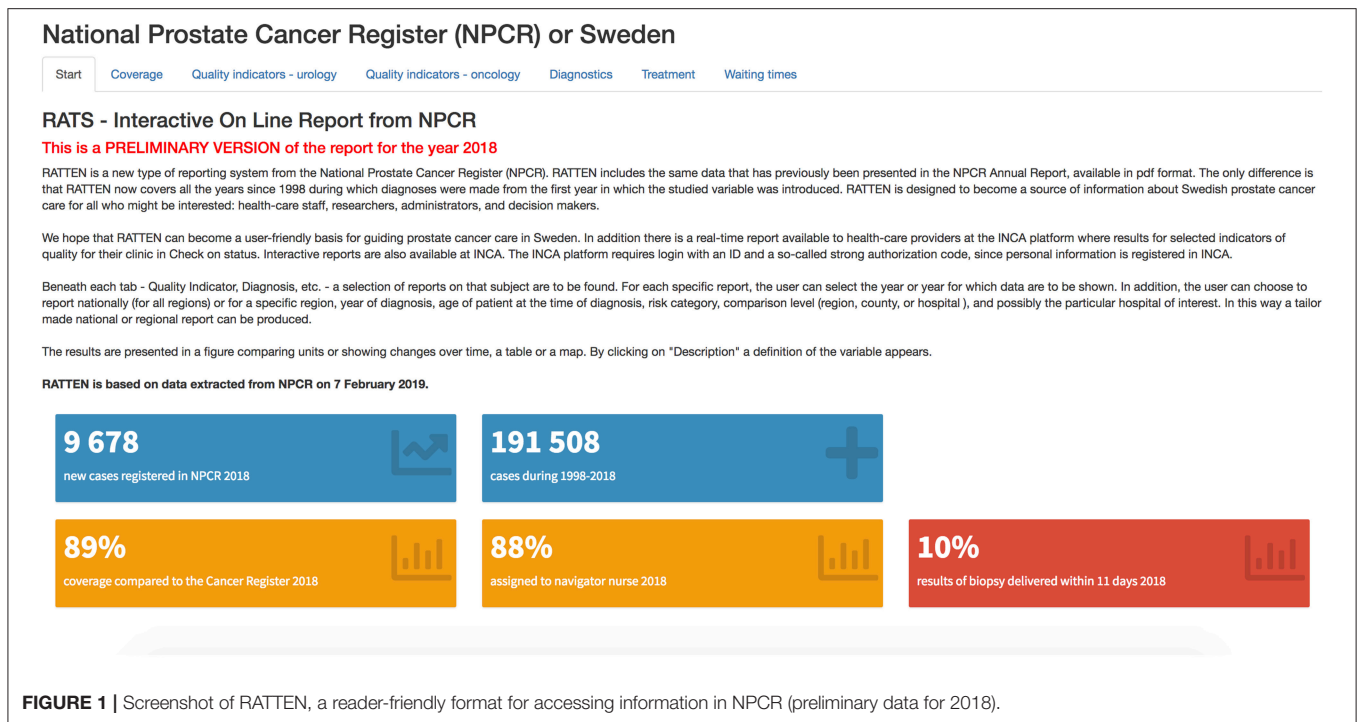 National Prostate Cancer Register (NPCR) or Sweden
Start Coverage Quality indicators - urology Quality indicators - oncology Diagnostics Treatment Waiting times
RATS - Interactive On Line Report from NPCR
This is a PRELIMINARY VERSION of the report for the year 2018
RATTEN is a new type of reporting system from the National Prostate Cancer Register (NPCR). RATTEN includes the same data that has previously been presented in the NPCR Annual Report, available in pdf format. The only difference is
that RATTEN now covers all the years since 1998 during which diagnoses were made from the first year in which the studied variable was introduced. RATTEN is designed to become a source of information about Swedish prostate cancer
care for all who might be interested: health-care staff, researchers, administrators, and decision makers.
We hope that RATTEN can become a user-friendly basis for guiding prostate cancer care in Sweden. In addition there is a real-time report available to health-care providers at the INCA platform where results for selected indicators of
quality for their clinic in Check on status. Interactive reports are also available at INCA. The INCA platform requires login with an ID and a so-called strong authorization code, since personal information is registered in INCA.
Beneath each tab - Quality Indicator, Diagnosis, etc. - a selection of reports on that subject are to be found. For each specific report, the user can select the year or year for which data are to be shown. In addition, the user can choose to
report nationally (for all regions) or for a specific region, year of diagnosis, age of patient at the time of diagnosis, risk category, comparison level (region, county, or hospital ), and possibly the particular hospital of interest. In this way a tailor
made national or regional report can be produced.
The results are presented in a figure comparing units or showing changes over time, a table or a map. By clicking on "Description" a definition of the variable appears.
RATTEN is based on data extracted from NPCR on 7 February 2019.
9 678
new cases registered in NPCR 2018
191 508
cases during 1998-2018
89%
coverage compared to the Cancer Register 2018
88%
assigned to navigator nurse 2018
10%
results of biopsy delivered within 11 days 2018
FIGURE 1 | Screenshot of RATTEN, a reader-friendly format for accessing information in NPCR (preliminary data for 2018).